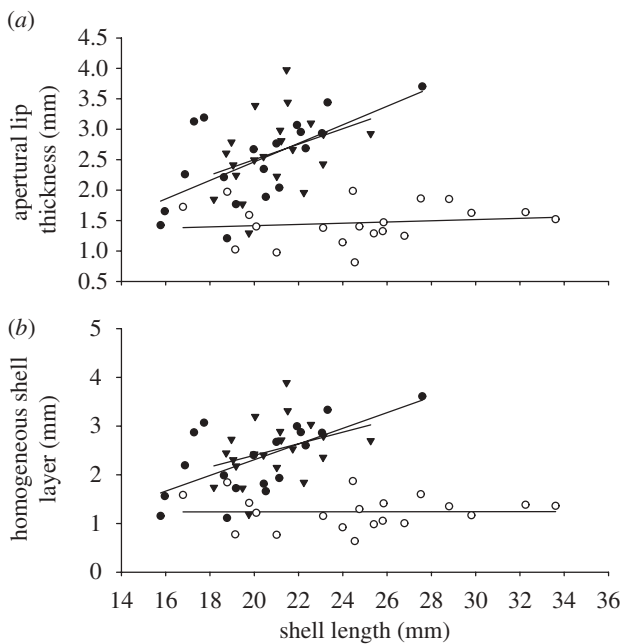 (a)
4.5
4.0
3.5
3.0
2.5
2.0
1.5
1.0
0.5
apertural lip
thickness (mm)
(b)
5
4
3
2
1
0
homogeneous shell
layer (mm)
14 16 18 20 22 24 26 28 30 32 34 36
shell length (mm)